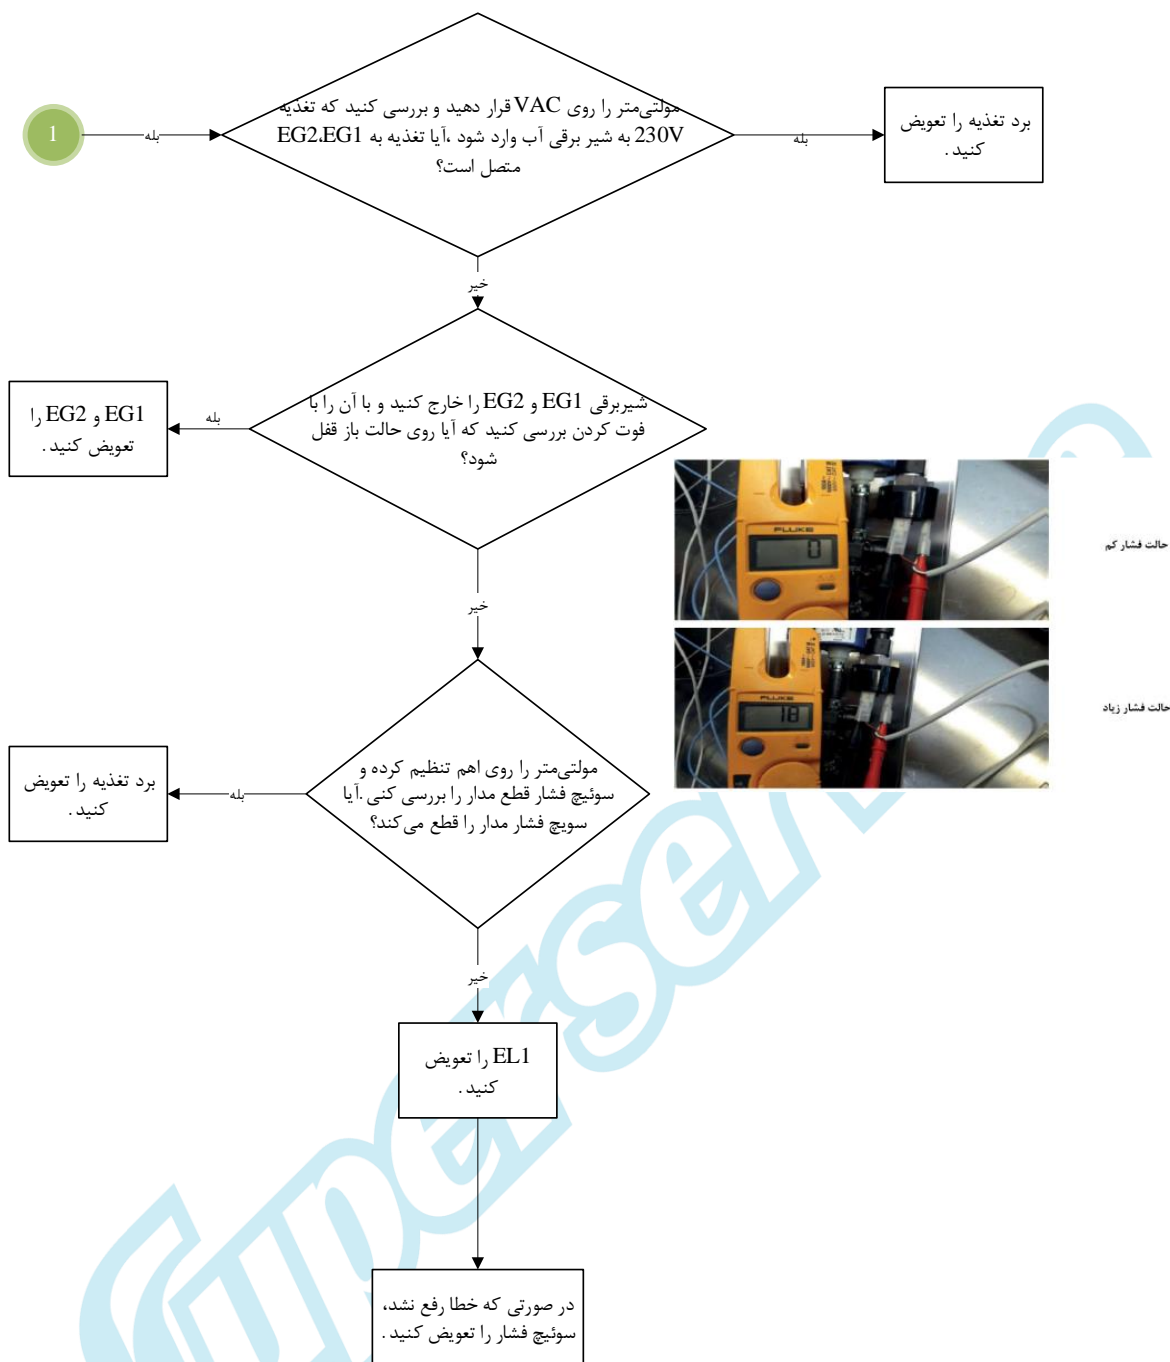 مولتی‌متر را روی VAC قرار دهید و بررسی کنید که تغذیه
230V به شیر برقی آب وارد شود ،آیا تغذیه به EG2،EG1
متصل است؟
1
بله
بله
برد تغذیه را تعویض
کنید .
خیر
شیربرقی EG1 و EG2 را خارج کنید و با آن را با
فوت کردن بررسی کنید که آیا روی حالت باز قفل
شود؟
بله
EG1 و EG2 را
تعویض کنید .
FLUKE
0
حالت فشار کم
خیر
FLUKE
18
حالت فشار زیاد
مولتی‌متر را روی اهم تنظیم کرده و
سوئیچ فشار قطع مدار را بررسی کنی .آیا
سویچ فشار مدار را قطع می‌کند؟
بله
برد تغذیه را تعویض
کنید .
خیر
EL1 را تعویض
کنید .
در صورتی که خطا رفع نشد،
سوئیچ فشار را تعویض کنید .